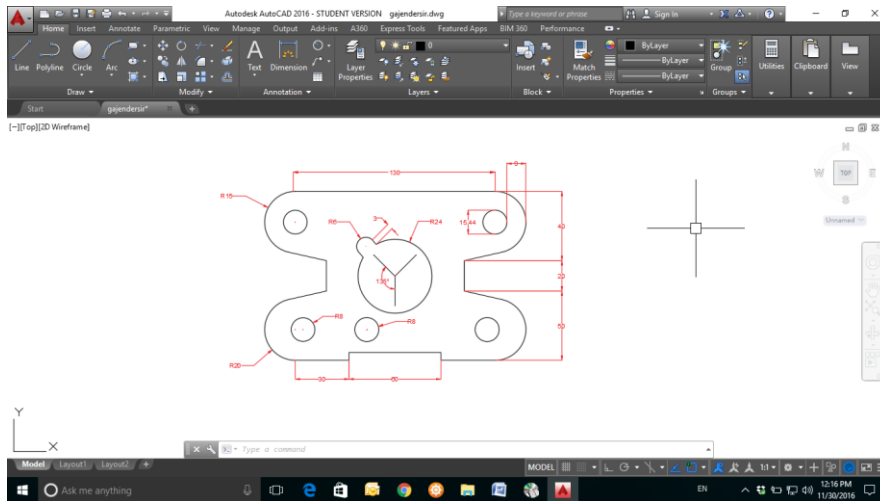 Autodesk AutoCAD 2016 - STUDENT VERSION gajendersir.dwg
Type a keyword or phrase
Sign In
Home Insert Annotate Parametric View Manage Output Add-ins A360 Express Tools Featured Apps BIM 360 Performance
Line Polyline Circle Arc
Text Dimension
Layer Properties
0
Insert
Match Properties
ByLayer
ByLayer
ByLayer
Group
Utilities
Clipboard
View
Draw Modify Annotation Layers Block Properties Groups
Start gajendersir*
[-][Top][2D Wireframe]
N
W TOP E
S
Unnamed
130
9
R15
R6
3
R24
15,44
40
135°
20
R8
R8
R20
30
60
Y
X
Type a command
Model Layout1 Layout2
MODEL
1:1
Ask me anything
EN
12:16 PM
11/30/2016